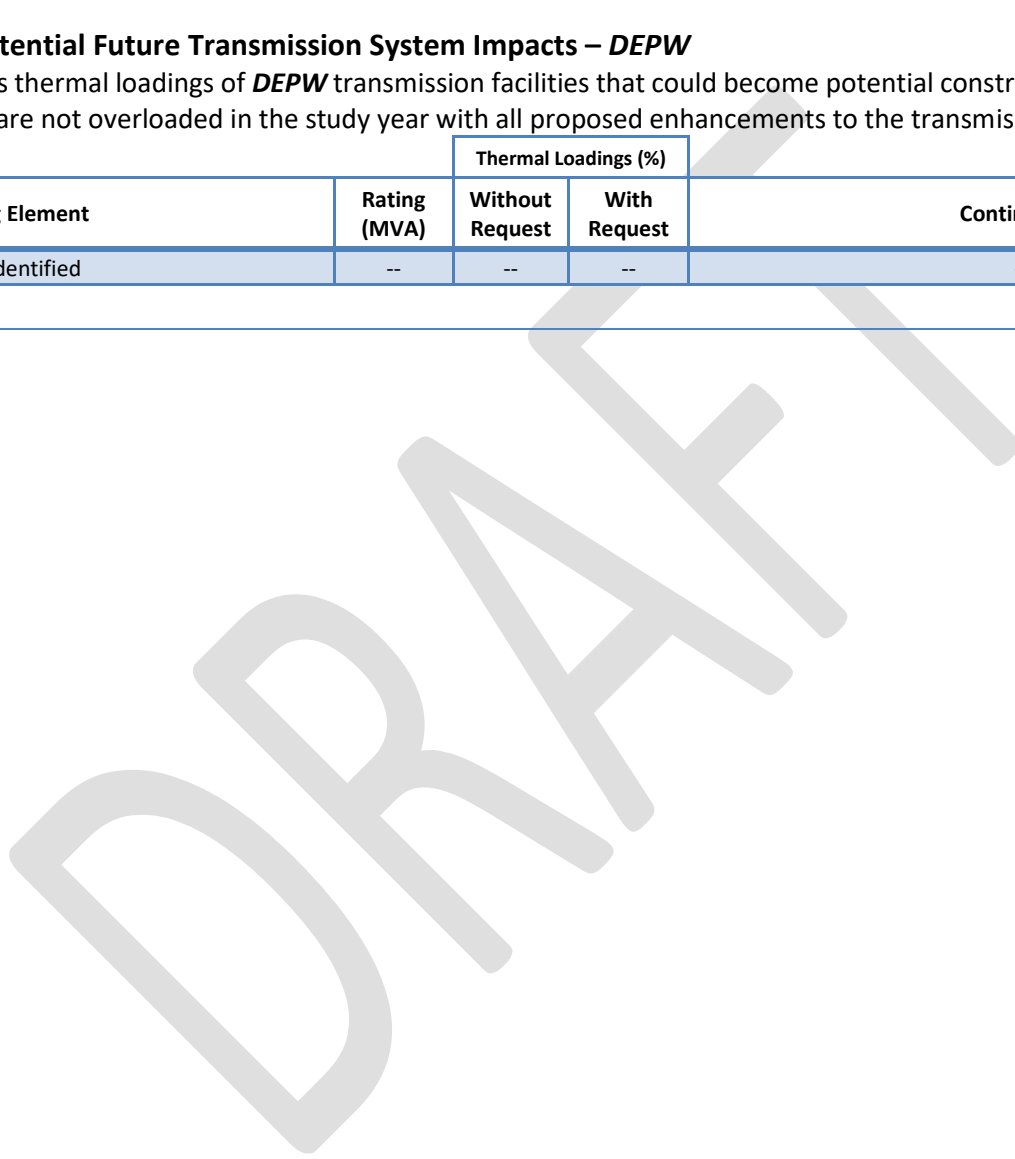 tential Future Transmission System Impacts – DEPW
s thermal loadings of DEPW transmission facilities that could become potential constr
are not overloaded in the study year with all proposed enhancements to the transmis
Thermal Loadings (%)
Element Rating (MVA) Without Request With Request Contin
dentified -- -- --
DRAFT